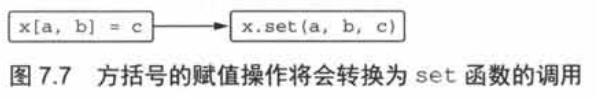 x[a, b] = c x.set(a, b, c)
图 7.7 方括号的赋值操作将会转换为 set 函数的调用